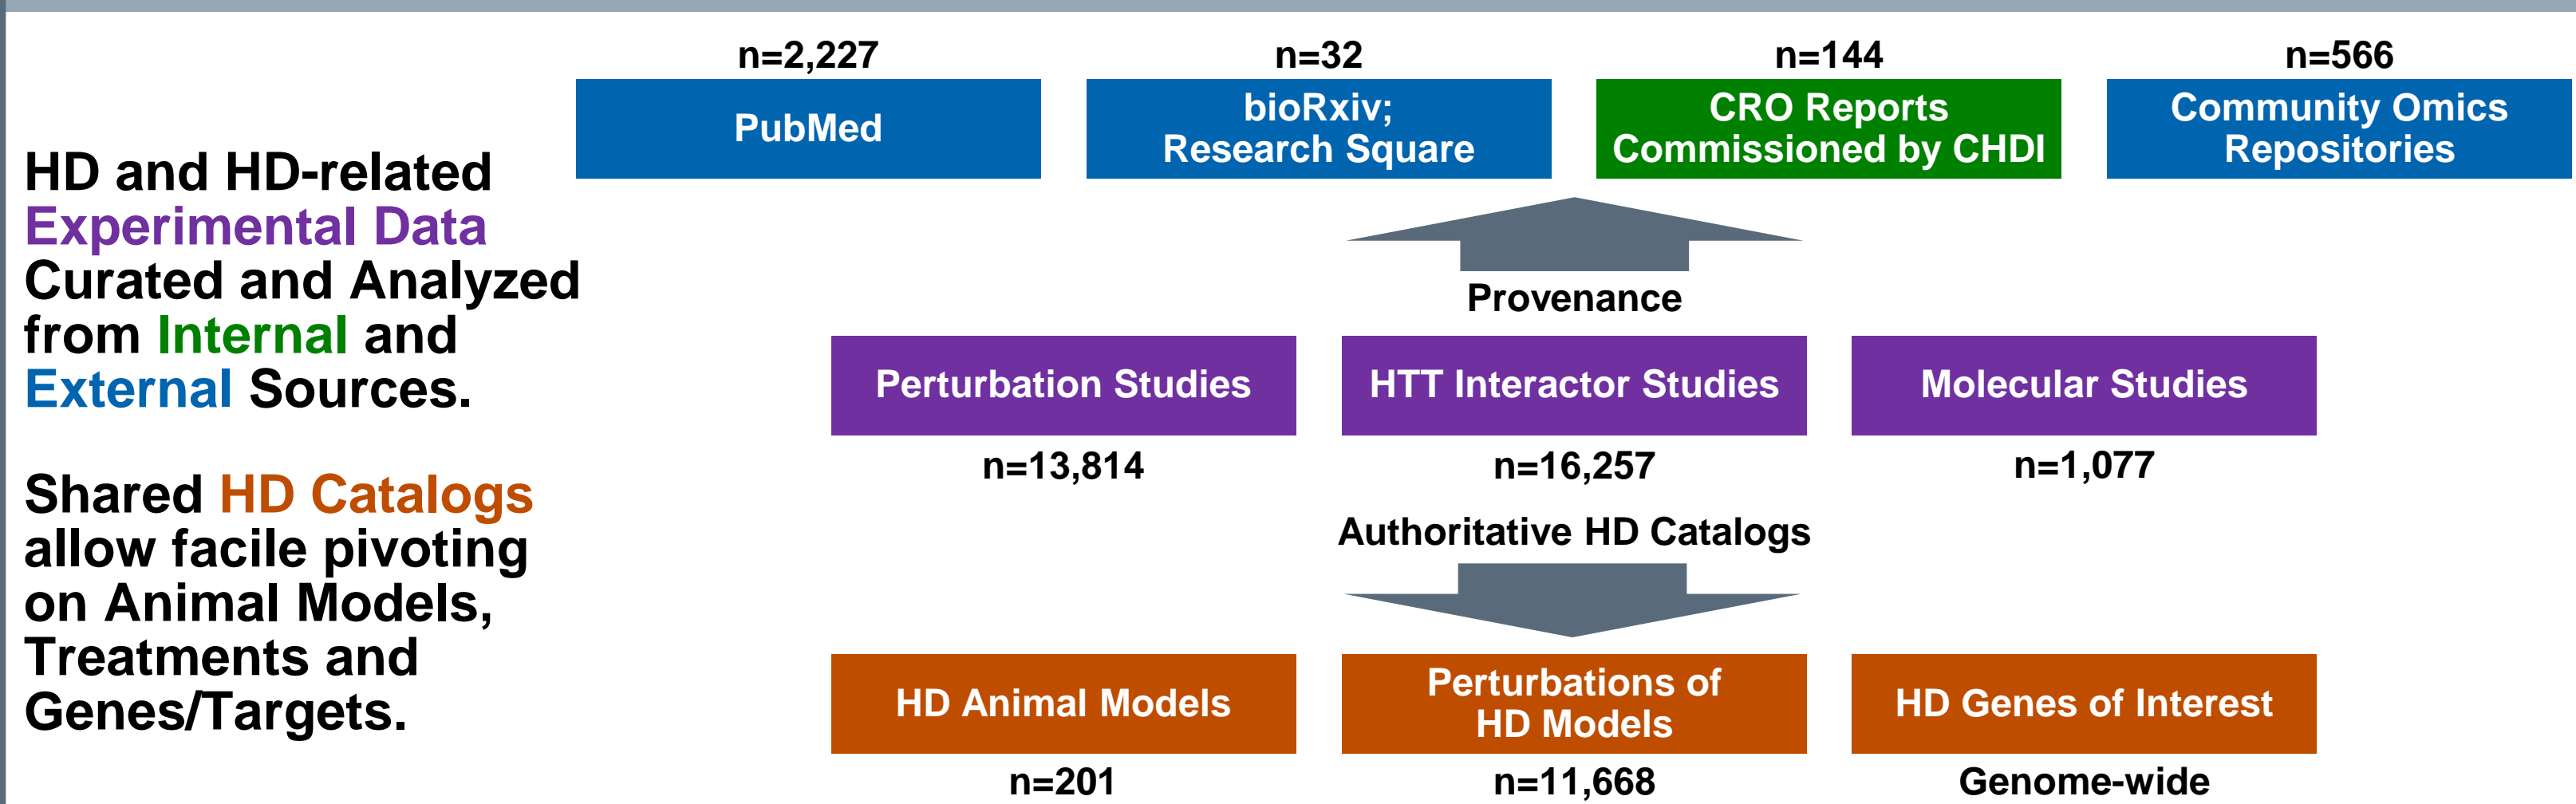 HD and HD-related
Experimental Data
Curated and Analyzed
from Internal and
External Sources.
Shared HD Catalogs
allow facile pivoting
on Animal Models,
Treatments and
Genes/Targets.
n=2,227
PubMed
n=32
bioRxiv;
Research Square
n=144
CRO Reports
Commissioned by CHDI
n=566
Community Omics
Repositories
Provenance
Perturbation Studies
n=13,814
HTT Interactor Studies
n=16,257
Molecular Studies
n=1,077
Authoritative HD Catalogs
HD Animal Models
n=201
Perturbations of
HD Models
n=11,668
HD Genes of Interest
Genome-wide